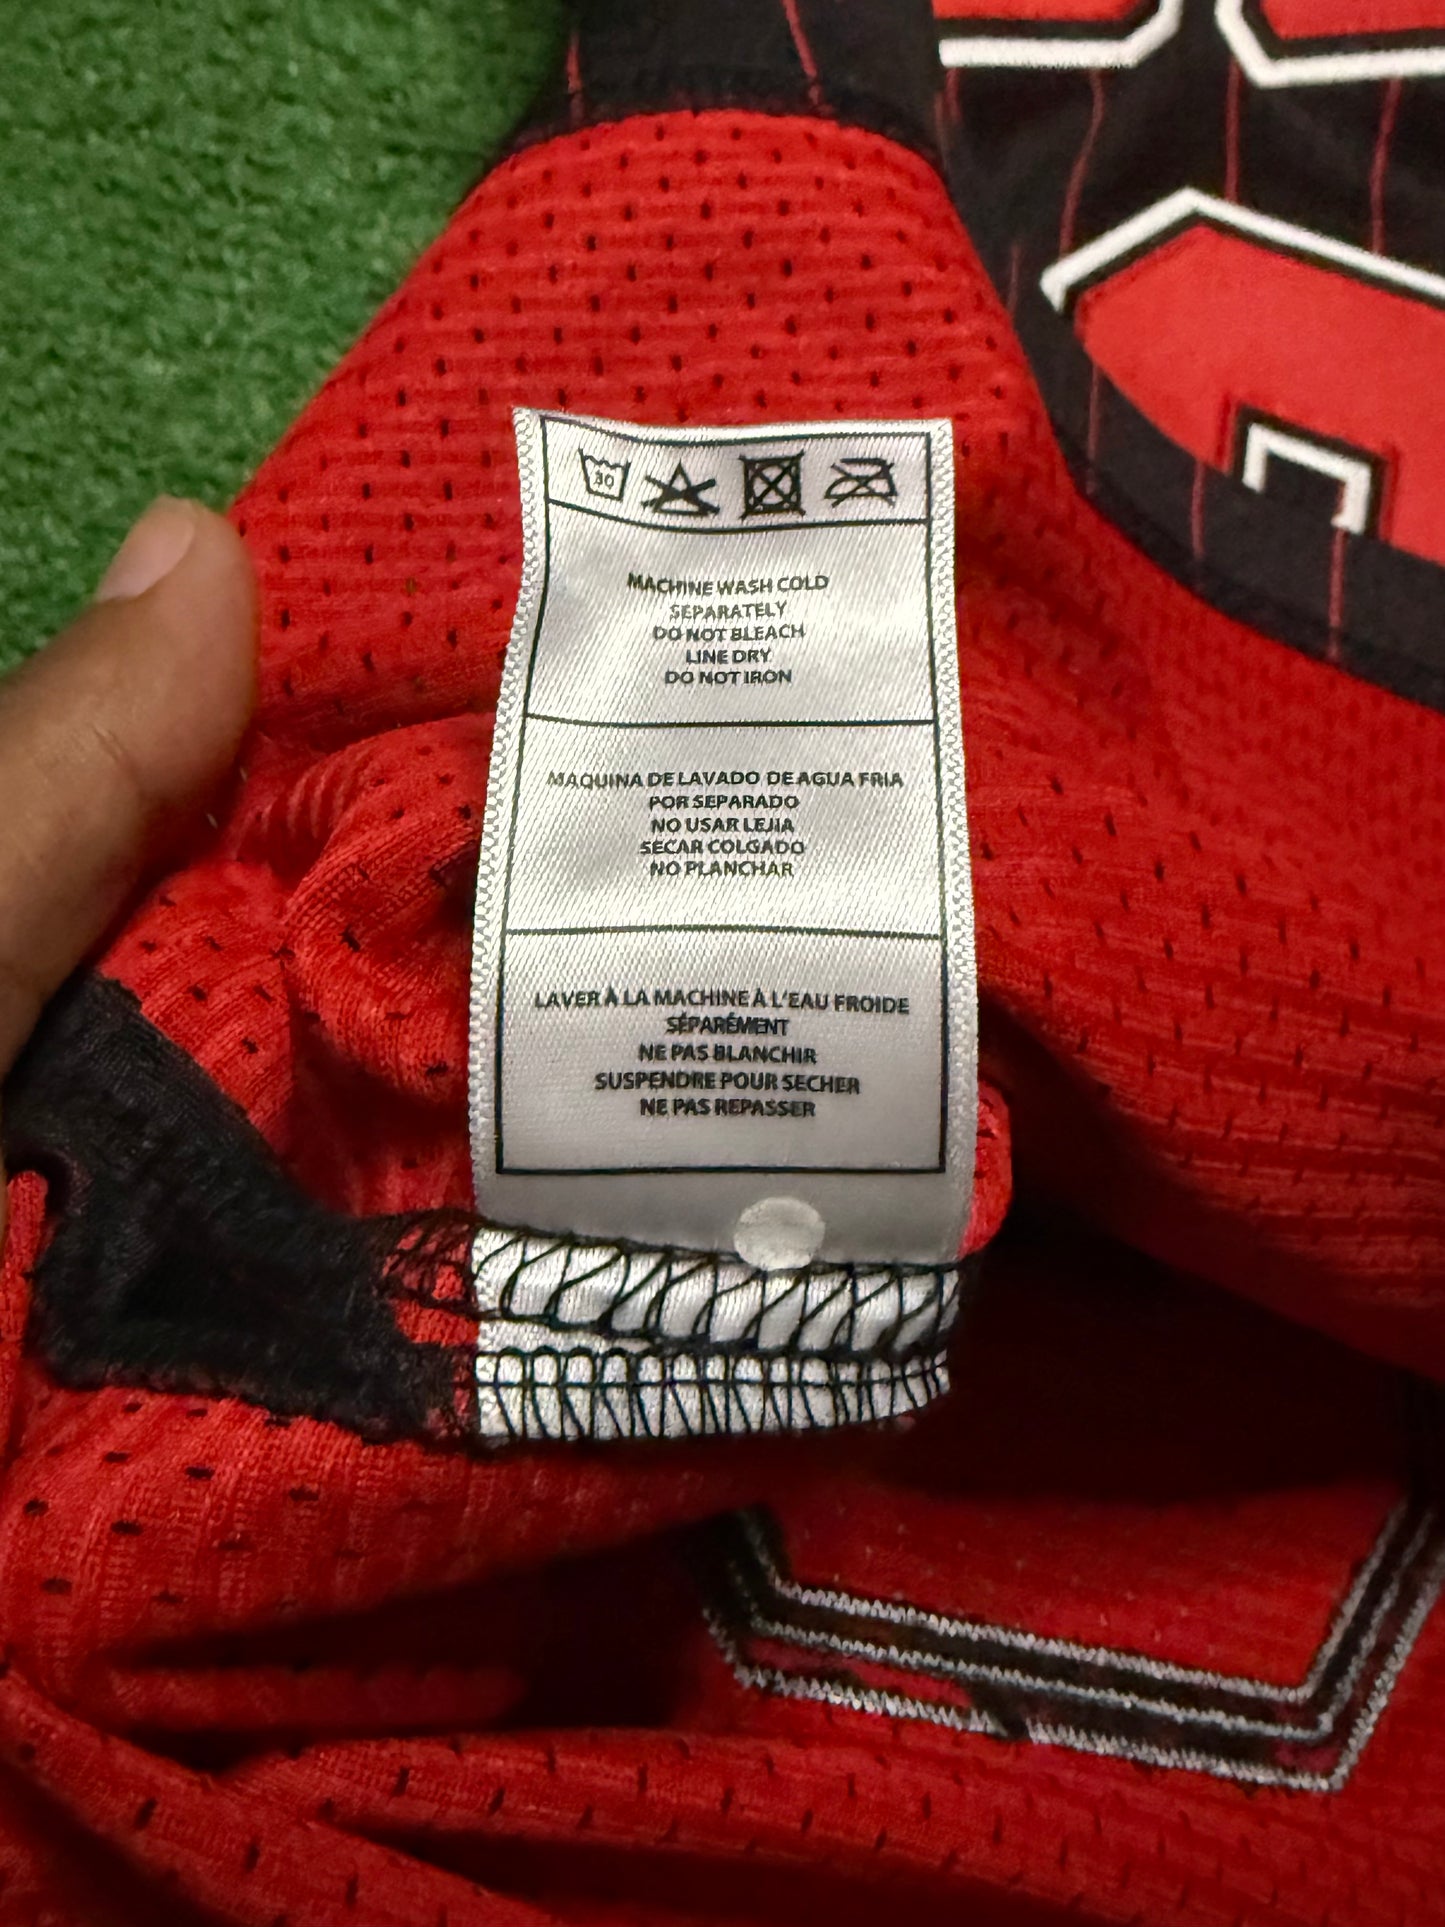 30
MACHINE WASH COLD
SEPARATELY
DO NOT BLEACH
LINE DRY
DO NOT IRON
MAQUINA DE LAVADO DE AGUA FRIA
POR SEPARADO
NO USAR LEJIA
SECAR COLGADO
NO PLANCHAR
LAVER À LA MACHINE À L'EAU FROIDE
SÉPARÉMENT
NE PAS BLANCHIR
SUSPENDRE POUR SECHER
NE PAS REPASSER